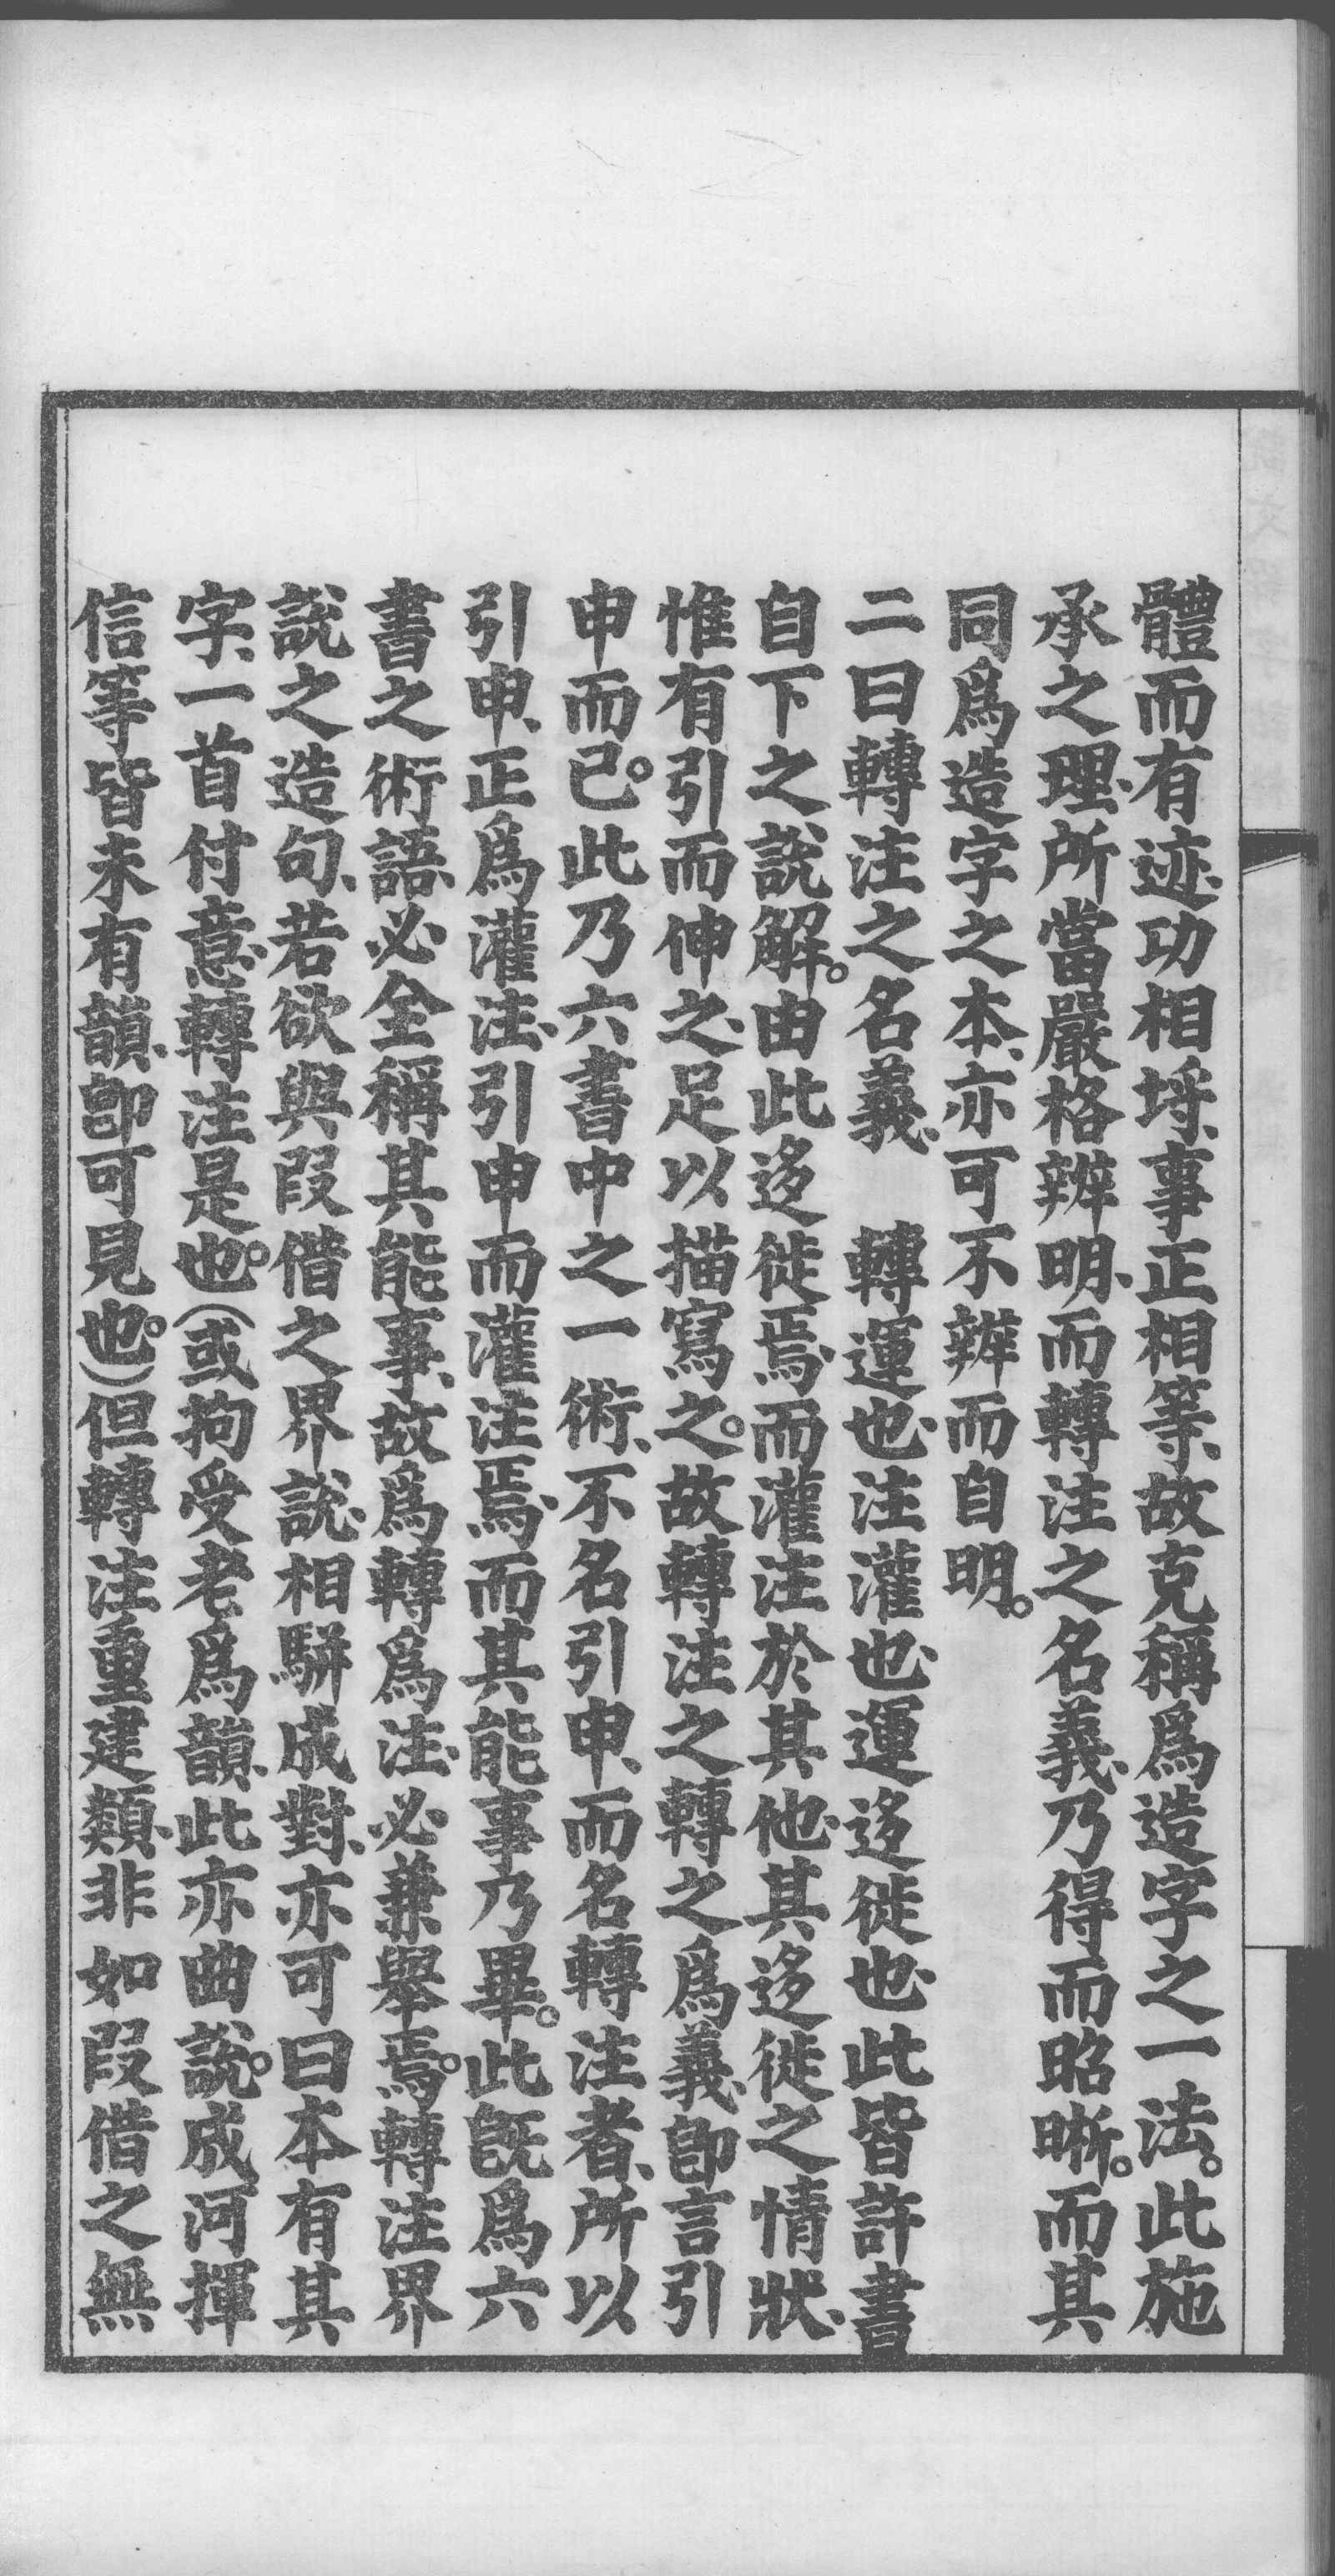 體而有迹、功相埒、事正相等、故克稱爲造字之一法。此施
承之理、所當嚴格辨明、而轉注之名義、乃得而昭晰。而其
同爲造字之本、亦可不辨而自明。
二曰轉注之名義、　轉運也、注灌也、運迻徙也、此皆許書
自下之說解。由此迻徙焉、而灌注於其他、其迻徙之情狀、
惟有引而伸之、足以描寫之。故轉注之轉之爲義、卽言引
申而已。此乃六書中之一術、不名引申、而名轉注者、所以
引申、正爲灌注、引申而灌注焉、而其能事乃畢。此旣爲六
書之術語、必全稱其能事、故爲轉爲注、必兼舉焉。轉注界
說之造句、若欲與叚借之界說、相駢成對、亦可曰本有其
字、一首付意、轉注是也。（或拘受老爲韻、此亦曲說。成河揮
信等皆未有韻、卽可見也。）但轉注重建類、非如叚借之無